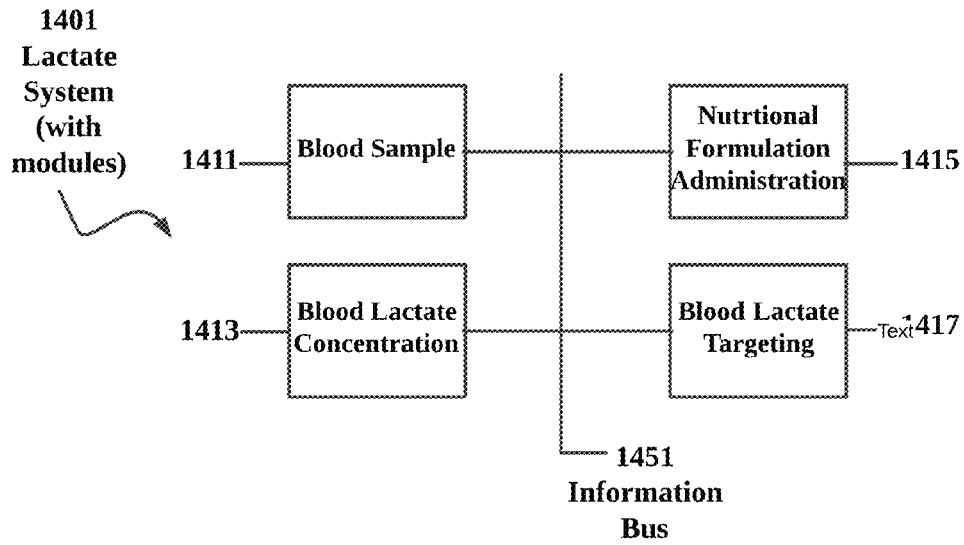 1401
Lactate
System
(with
modules)
1411
Blood Sample
Nutrtional
Formulation
Administration
1415
1413
Blood Lactate
Concentration
Blood Lactate
Targeting
Text
1417
1451
Information
Bus